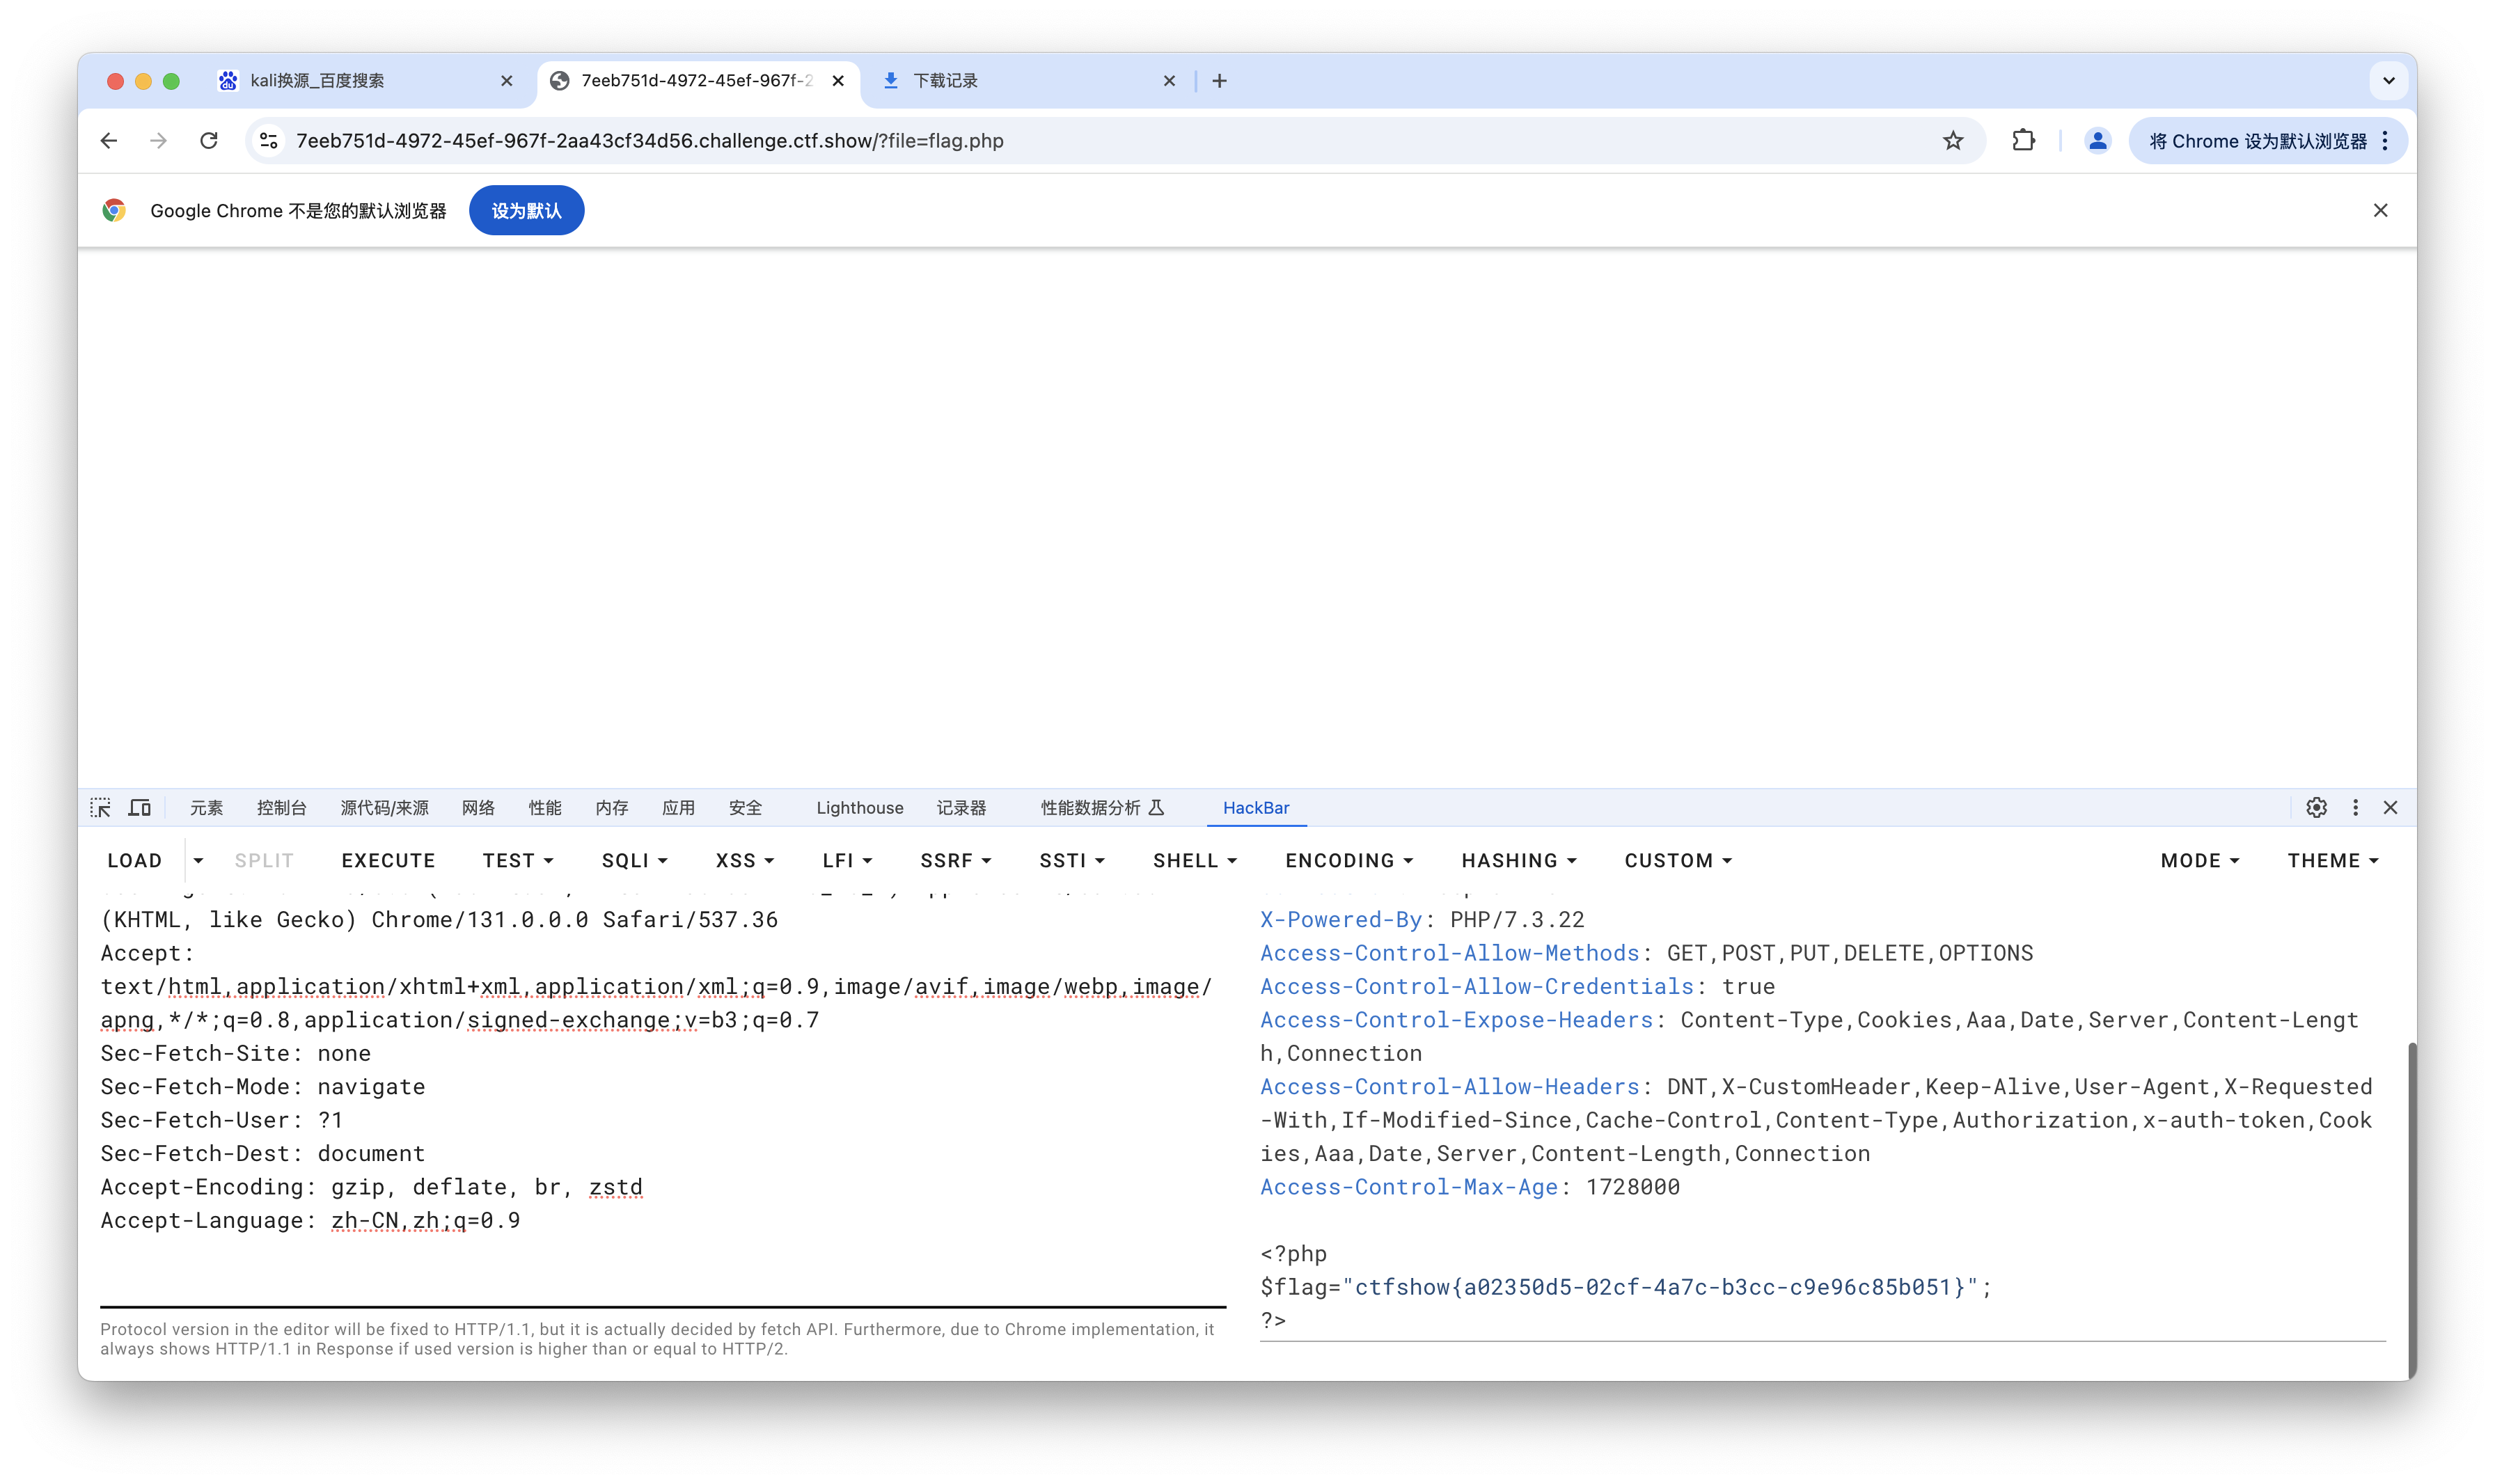 kali换源_百度搜索
7eeb751d-4972-45ef-967f-2
下载记录
7eeb751d-4972-45ef-967f-2aa43cf34d56.challenge.ctf.show/?file=flag.php
将 Chrome 设为默认浏览器
Google Chrome 不是您的默认浏览器
设为默认
元素 控制台 源代码/来源 网络 性能 内存 应用 安全 Lighthouse 记录器 性能数据分析 HackBar
LOAD SPLIT EXECUTE TEST SQLI XSS LFI SSRF SSTI SHELL ENCODING HASHING CUSTOM MODE THEME
(KHTML, like Gecko) Chrome/131.0.0.0 Safari/537.36
Accept:
text/html,application/xhtml+xml,application/xml;q=0.9,image/avif,image/webp,image/
apng,*/*;q=0.8,application/signed-exchange;v=b3;q=0.7
Sec-Fetch-Site: none
Sec-Fetch-Mode: navigate
Sec-Fetch-User: ?1
Sec-Fetch-Dest: document
Accept-Encoding: gzip, deflate, br, zstd
Accept-Language: zh-CN,zh;q=0.9
Protocol version in the editor will be fixed to HTTP/1.1, but it is actually decided by fetch API. Furthermore, due to Chrome implementation, it
always shows HTTP/1.1 in Response if used version is higher than or equal to HTTP/2.
X-Powered-By: PHP/7.3.22
Access-Control-Allow-Methods: GET,POST,PUT,DELETE,OPTIONS
Access-Control-Allow-Credentials: true
Access-Control-Expose-Headers: Content-Type,Cookies,Aaa,Date,Server,Content-Lengt
h,Connection
Access-Control-Allow-Headers: DNT,X-CustomHeader,Keep-Alive,User-Agent,X-Requested
-With,If-Modified-Since,Cache-Control,Content-Type,Authorization,x-auth-token,Cook
ies,Aaa,Date,Server,Content-Length,Connection
Access-Control-Max-Age: 1728000
<?php
$flag="ctfshow{a02350d5-02cf-4a7c-b3cc-c9e96c85b051}";
?>